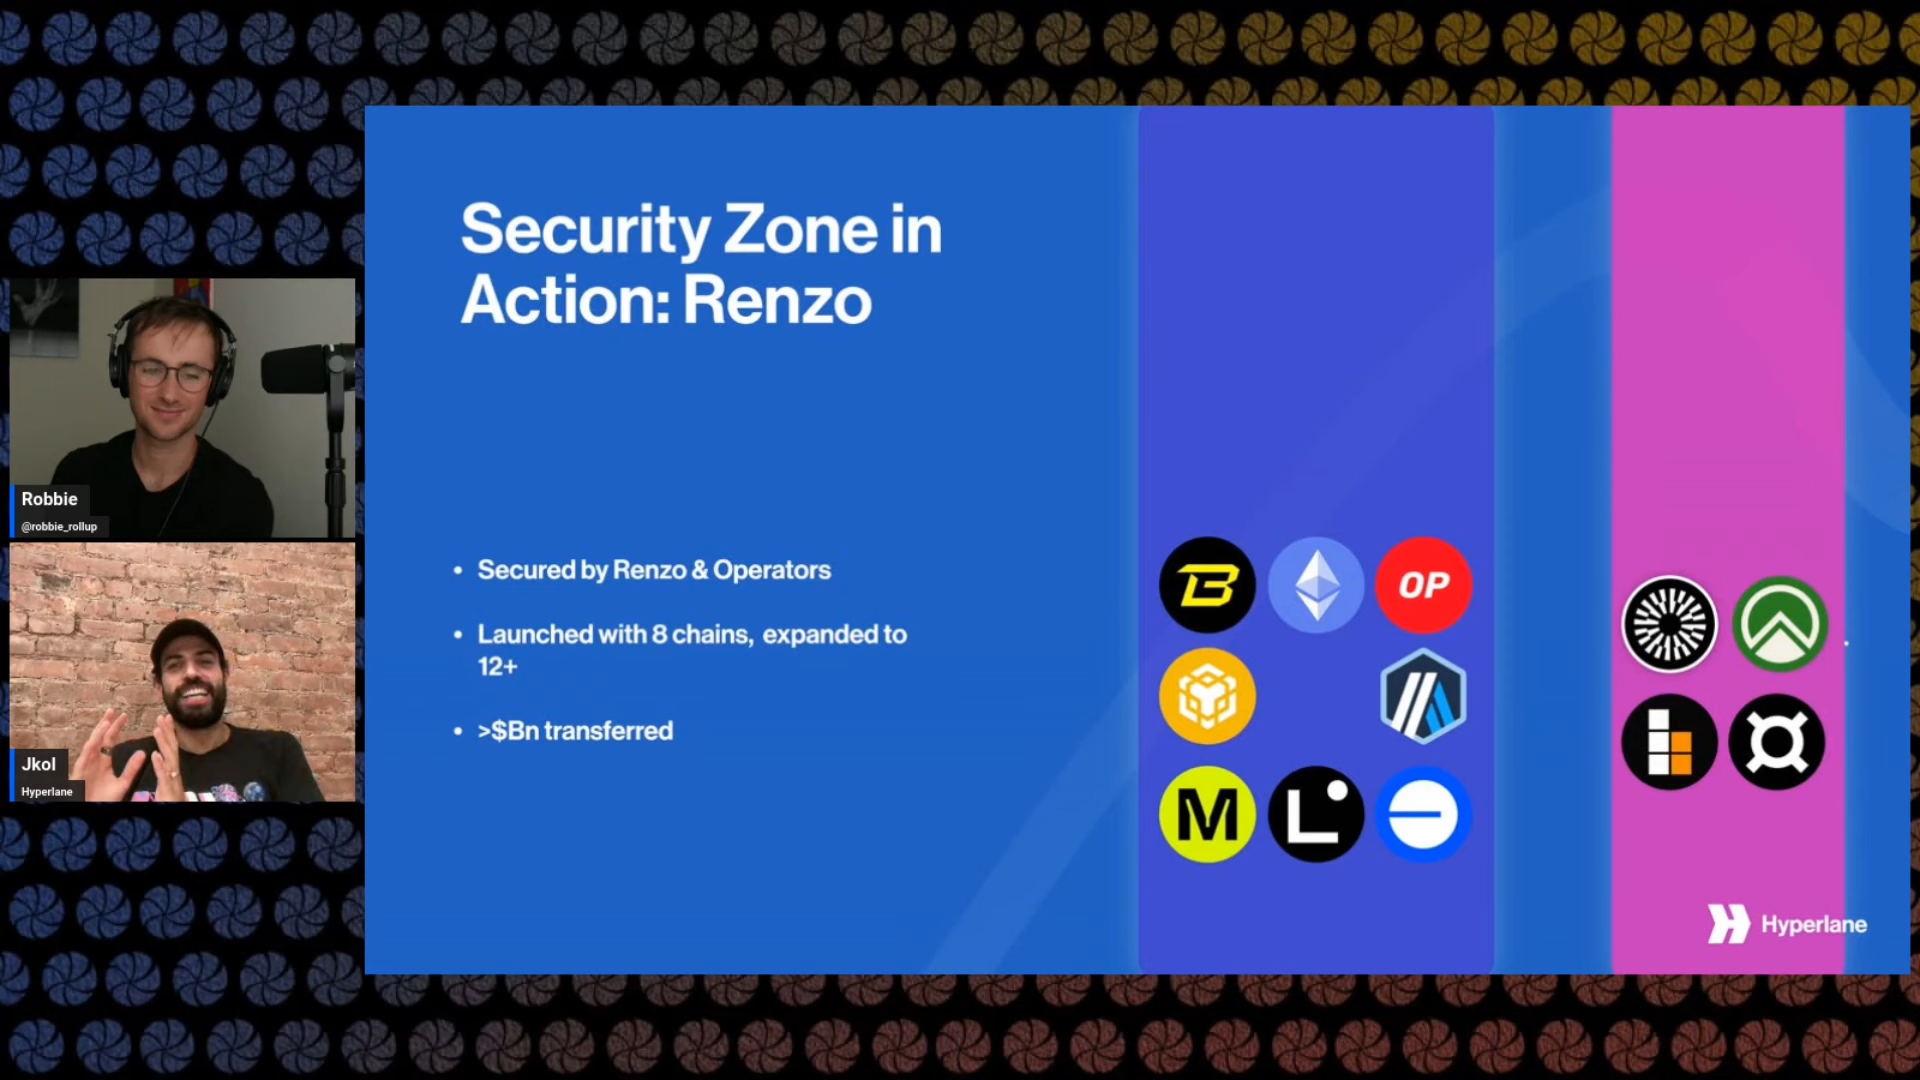 Security Zone in
Action: Renzo
• Secured by Renzo & Operators
• Launched with 8 chains, expanded to
12+
• >$Bn transferred
OP
M
Hyperlane
Robbie
@robbie_rollup
Jkol
Hyperlane